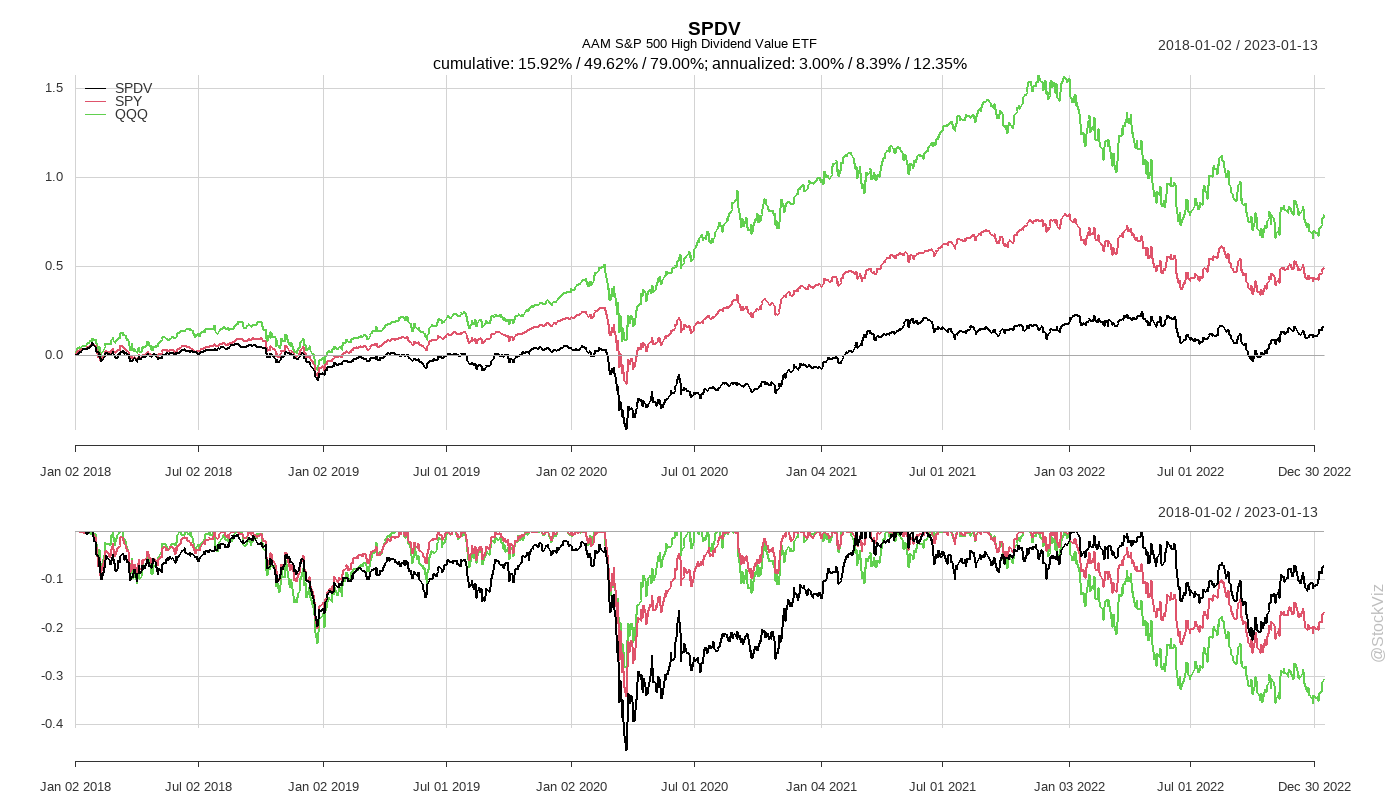 SPDV
AAM S&P 500 High Dividend Value ETF
2018-01-02 / 2023-01-13
cumulative: 15.92% / 49.62% / 79.00%; annualized: 3.00% / 8.39% / 12.35%
SPDV
SPY
QQQ
1.5
1.0
0.5
0.0
Jan 02 2018 Jul 02 2018 Jan 02 2019 Jul 01 2019 Jan 02 2020 Jul 01 2020 Jan 04 2021 Jul 01 2021 Jan 03 2022 Jul 01 2022 Dec 30 2022
2018-01-02 / 2023-01-13
-0.1
-0.2
-0.3
-0.4
Jan 02 2018 Jul 02 2018 Jan 02 2019 Jul 01 2019 Jan 02 2020 Jul 01 2020 Jan 04 2021 Jul 01 2021 Jan 03 2022 Jul 01 2022 Dec 30 2022
@StockViz